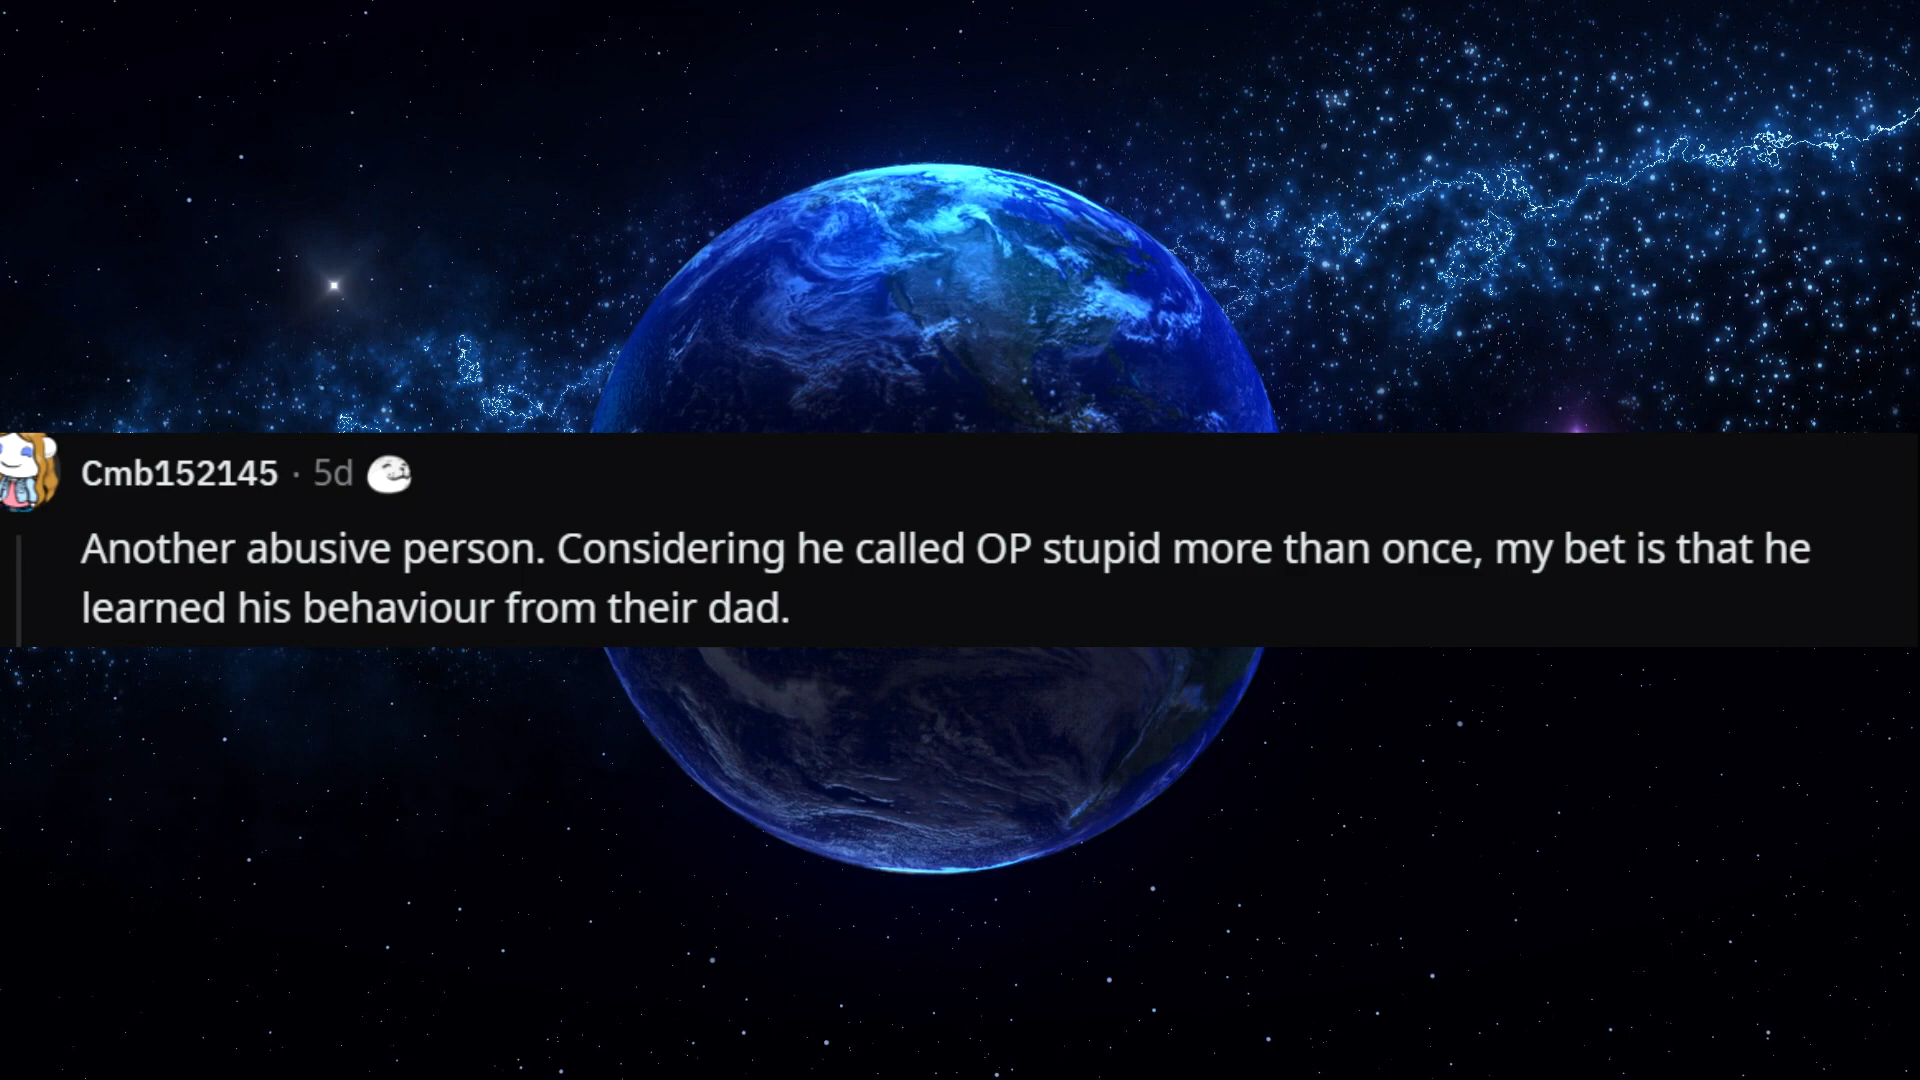 Cmb152145 · 5d
Another abusive person. Considering he called OP stupid more than once, my bet is that he
learned his behaviour from their dad.